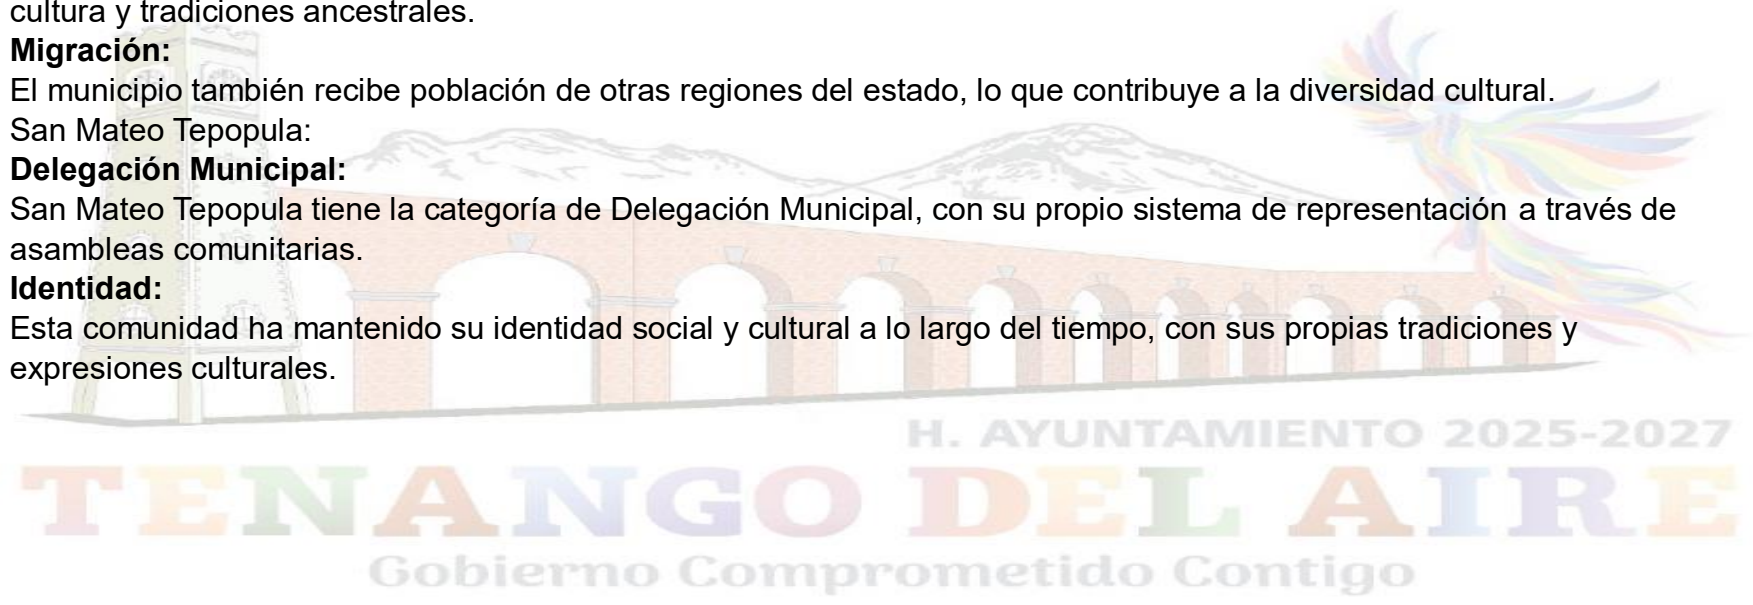 cultura y tradiciones ancestrales.
Migración:
El municipio también recibe población de otras regiones del estado, lo que contribuye a la diversidad cultural.
San Mateo Tepopula:
Delegación Municipal:
San Mateo Tepopula tiene la categoría de Delegación Municipal, con su propio sistema de representación a través de
asambleas comunitarias.
Identidad:
Esta comunidad ha mantenido su identidad social y cultural a lo largo del tiempo, con sus propias tradiciones y
expresiones culturales.
H. AYUNTAMIENTO 2025-2027
TENANGO DEL AIRE
Gobierno Comprometido Contigo